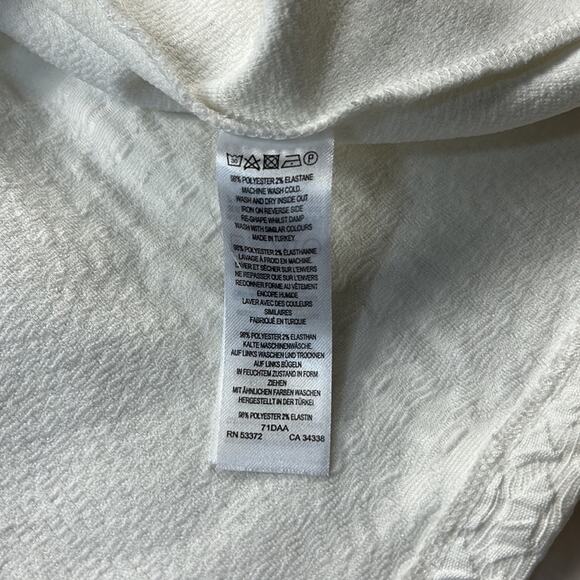 30 P
98% POLYESTER 2% ELASTANE
MACHINE WASH COLD.
WASH AND DRY INSIDE OUT
IRON ON REVERSE SIDE
RE-SHAPE WHILST DAMP
WASH WITH SIMILAR COLOURS
MADE IN TURKEY.
98% POLYESTER 2% ÉLASTHANNE
LAVAGE À FROID EN MACHINE.
LAVER ET SÉCHER SUR L'ENVERS
NE REPASSER QUE SUR L'ENVERS
REDONNER FORME AU VÊTEMENT
ENCORE HUMIDE
LAVER AVEC DES COULEURS
SIMILAIRES
FABRIQUÉ EN TURQUIE
98% POLYESTER 2% ELASTHAN
KALTE MASCHINENWÄSCHE.
AUF LINKS WASCHEN UND TROCKNEN
AUF LINKS BÜGELN
IN FEUCHTEM ZUSTAND IN FORM
ZIEHEN
MIT ÄHNLICHEN FARBEN WASCHEN
HERGESTELLT IN DER TÜRKEI.
98% POLYESTER 2% ELASTIN
71DAA
RN 53372 CA 34338